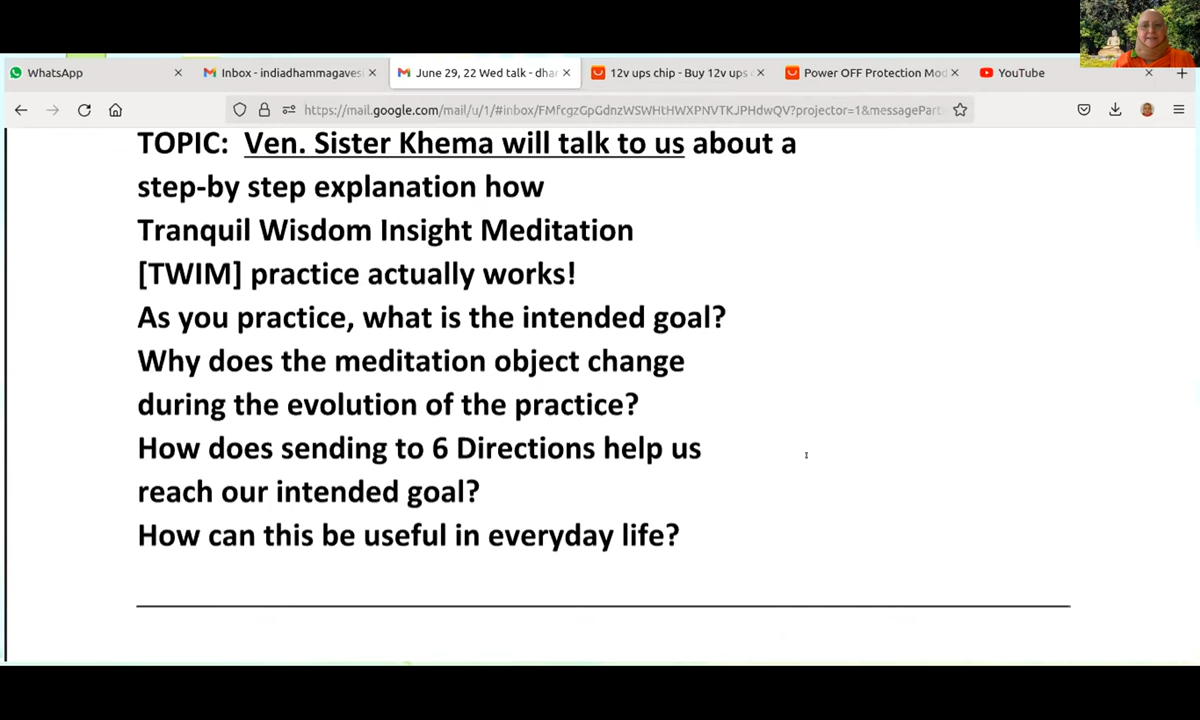 WhatsApp
Inbox - indiadhammagaves
June 29, 22 Wed talk - dha
12v ups chip - Buy 12v ups
Power OFF Protection Mod
YouTube
https://mail.google.com/mail/u/1/#inbox/FMfcgzGpGdnzWSWHtHWXPNVTKJPHdwQV?projector=1&messagePart
TOPIC: Ven. Sister Khema will talk to us about a
step-by step explanation how
Tranquil Wisdom Insight Meditation
[TWIM] practice actually works!
As you practice, what is the intended goal?
Why does the meditation object change
during the evolution of the practice?
How does sending to 6 Directions help us
reach our intended goal?
How can this be useful in everyday life?